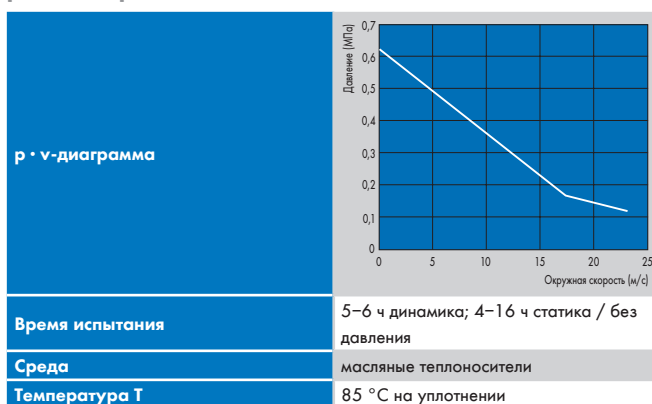 p · v-диаграмма
Давление (МПа)
0,7
0,6
0,5
0,4
0,3
0,2
0,1
0
0 5 10 15 20 25
Окружная скорость (м/с)
Время испытания
5–6 ч динамика; 4–16 ч статика / без
давления
Среда
масляные теплоносители
Температура T
85 °C на уплотнении